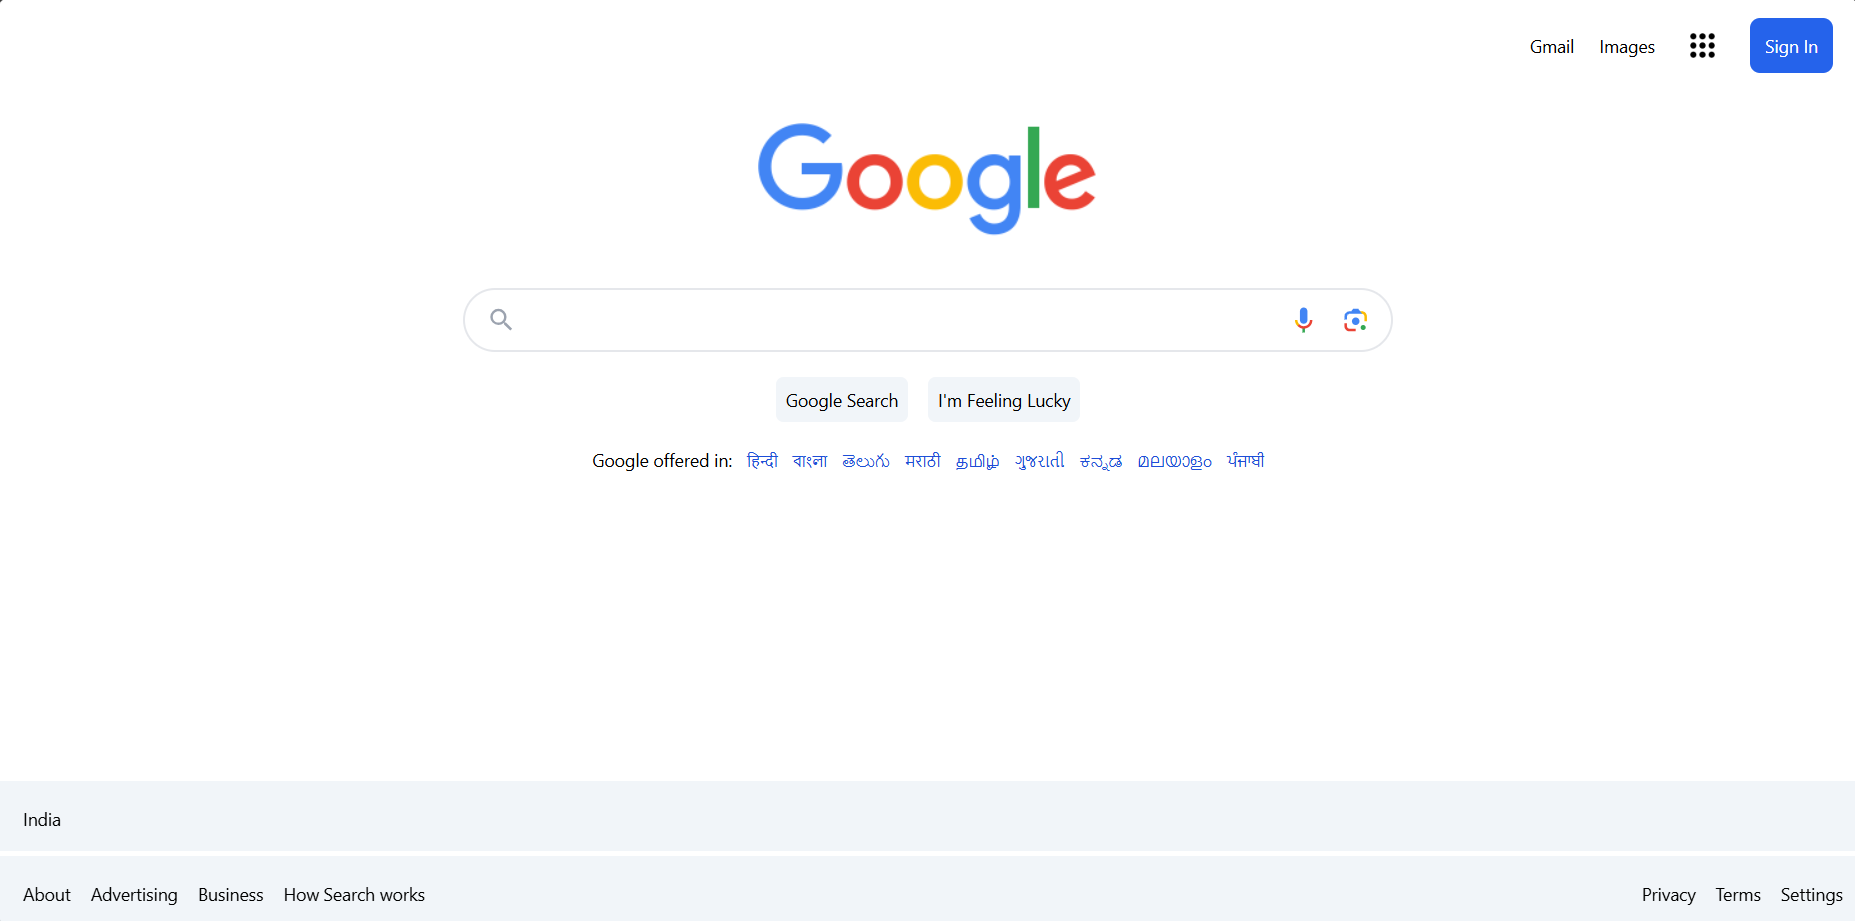 Gmail Images Sign In
Google
Google Search I'm Feeling Lucky
Google offered in: हिन्दी বাংলা తెలుగు मराठी தமிழ் ગુજરાતી ಕನ್ನಡ മലയാളം ਪੰਜਾਬੀ
India
About Advertising Business How Search works Privacy Terms Settings